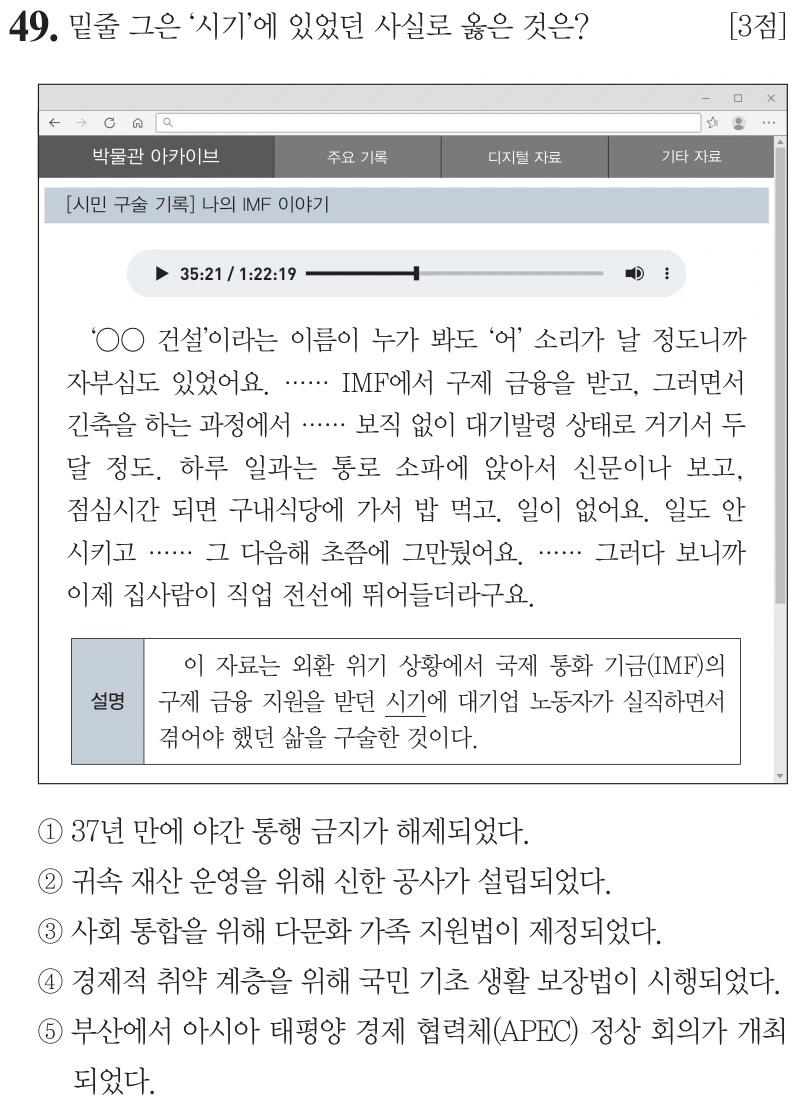 49. 밑줄 그은 ‘시기’에 있었던 사실로 옳은 것은? [3점]
박물관 아카이브 주요 기록 디지털 자료 기타 자료
[시민 구술 기록] 나의 IMF 이야기
35:21 / 1:22:19
‘○○ 건설’이라는 이름이 누가 봐도 ‘어’ 소리가 날 정도니까
자부심도 있었어요. …… IMF에서 구제 금융을 받고, 그러면서
긴축을 하는 과정에서 …… 보직 없이 대기발령 상태로 거기서 두
달 정도. 하루 일과는 통로 소파에 앉아서 신문이나 보고,
점심시간 되면 구내식당에 가서 밥 먹고. 일이 없어요. 일도 안
시키고 …… 그 다음해 초쯤에 그만뒀어요. …… 그러다 보니까
이제 집사람이 직업 전선에 뛰어들더라구요.
설명
이 자료는 외환 위기 상황에서 국제 통화 기금(IMF)의
구제 금융 지원을 받던 시기에 대기업 노동자가 실직하면서
겪어야 했던 삶을 구술한 것이다.
① 37년 만에 야간 통행 금지가 해제되었다.
② 귀속 재산 운영을 위해 신한 공사가 설립되었다.
③ 사회 통합을 위해 다문화 가족 지원법이 제정되었다.
④ 경제적 취약 계층을 위해 국민 기초 생활 보장법이 시행되었다.
⑤ 부산에서 아시아 태평양 경제 협력체(APEC) 정상 회의가 개최
되었다.